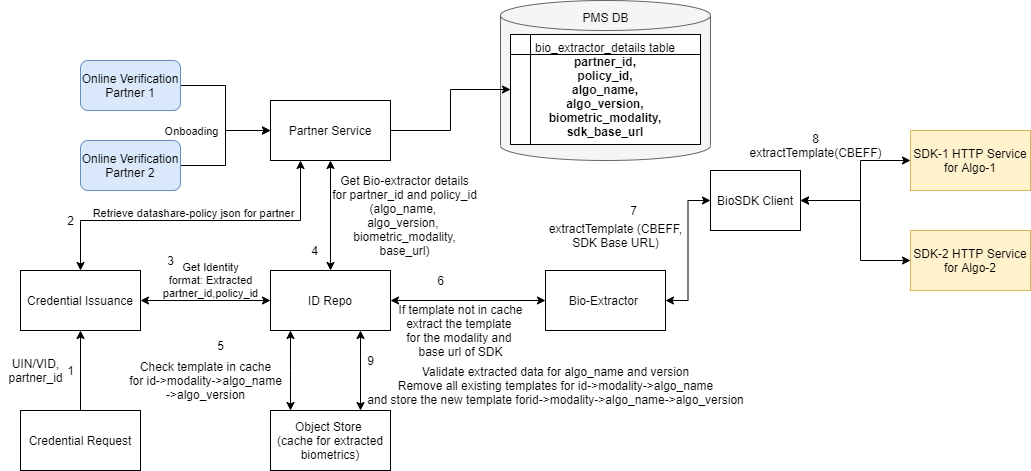 PMS DB
bio_extractor_details table
partner_id,
policy_id,
algo_name,
algo_version,
biometric_modality,
sdk_base_url
Online Verification
Partner 1
Onboading
Partner Service
Online Verification
Partner 2
8
extractTemplate(CBEFF)
SDK-1 HTTP Service
for Algo-1
Get Bio-extractor details
for partner_id and policy_id
(algo_name,
algo_version,
biometric_modality,
base_url)
2
Retrieve datashare-policy json for partner
7
extractTemplate (CBEFF,
SDK Base URL)
BioSDK Client
4
SDK-2 HTTP Service
for Algo-2
3
Get Identity
format: Extracted
partner_id,policy_id
Credential Issuance
ID Repo
6
If template not in cache
extract the template
for the modality and
base url of SDK
Bio-Extractor
5
Check template in cache
for id->modality->algo_name
->algo_version
9
Validate extracted data for algo_name and version
Remove all existing templates for id->modality->algo_name
and store the new template forid->modality->algo_name->algo_version
UIN/VID,
partner_id
1
Credential Request
Object Store
(cache for extracted
biometrics)